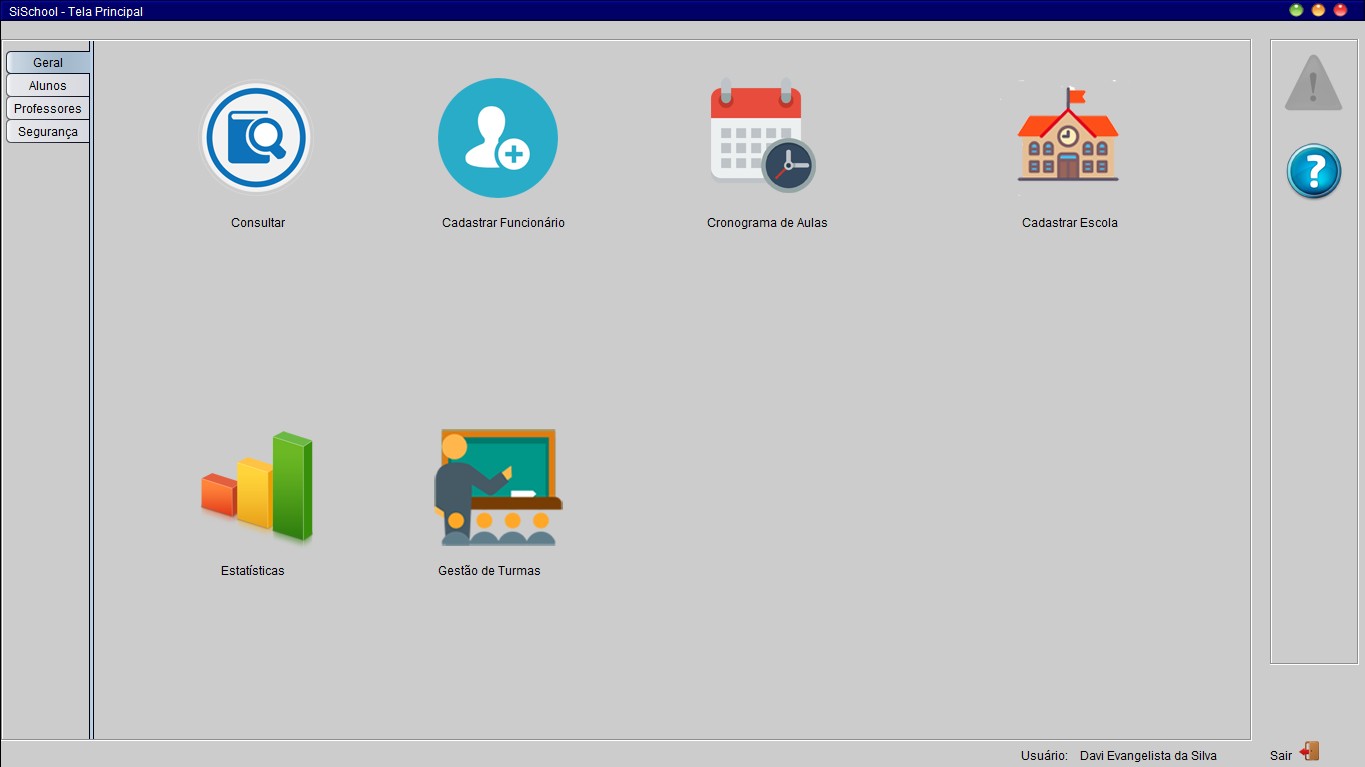 SiSchool - Tela Principal
Geral
Alunos
Professores
Segurança
Consultar
Cadastrar Funcionário
Cronograma de Aulas
Cadastrar Escola
Estatísticas
Gestão de Turmas
Usuário: Davi Evangelista da Silva
Sair